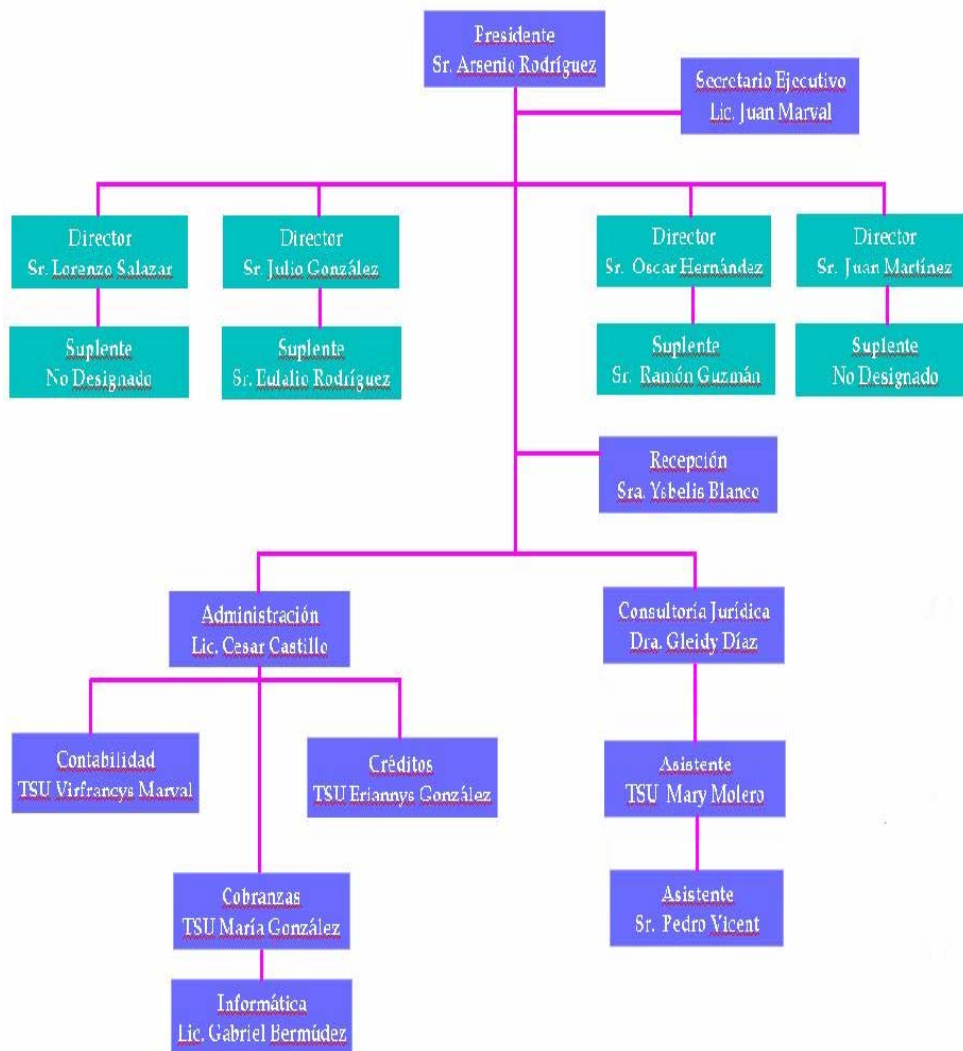 Presidente
Sr. Arsenio Rodríguez
Secretario Ejecutivo
Lic. Juan Marval
Director
Sr. Lorenzo Salazar
Director
Sr. Julio González
Director
Sr. Oscar Hernández
Director
Sr. Juan Martínez
Suplente
No Designado
Suplente
Sr. Eulalio Rodríguez
Suplente
Sr. Ramón Guzmán
Suplente
No Designado
Recepción
Sra. Ysbelis Blanco
Administración
Lic. Cesar Castillo
Consultoría Jurídica
Dra. Gleidy Díaz
Contabilidad
TSU Virfrancys Marval
Créditos
TSU Eriannys González
Asistente
TSU Mary Molero
Cobranzas
TSU María González
Asistente
Sr. Pedro Vicent
Informática
Lic. Gabriel Bermúdez